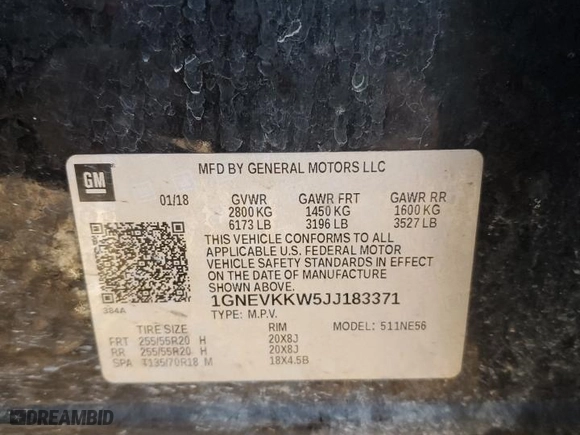 MFD BY GENERAL MOTORS LLC
GM
01/18 GVWR GAWR FRT GAWR RR
2800 KG 1450 KG 1600 KG
6173 LB 3196 LB 3527 LB
THIS VEHICLE CONFORMS TO ALL
APPLICABLE U.S. FEDERAL MOTOR
VEHICLE SAFETY STANDARDS IN EFFECT
ON THE DATE OF MANUFACTURE
SHOWN ABOVE.
384A
1GNEVKKW5JJ183371
TYPE: M.P.V. MODEL: 511NE56
TIRE SIZE RIM
FRT 255/55R20 H 20X8J
RR 255/55R20 H 20X8J
SPA T135/70R18 M 18X4.5B
DREAMBID